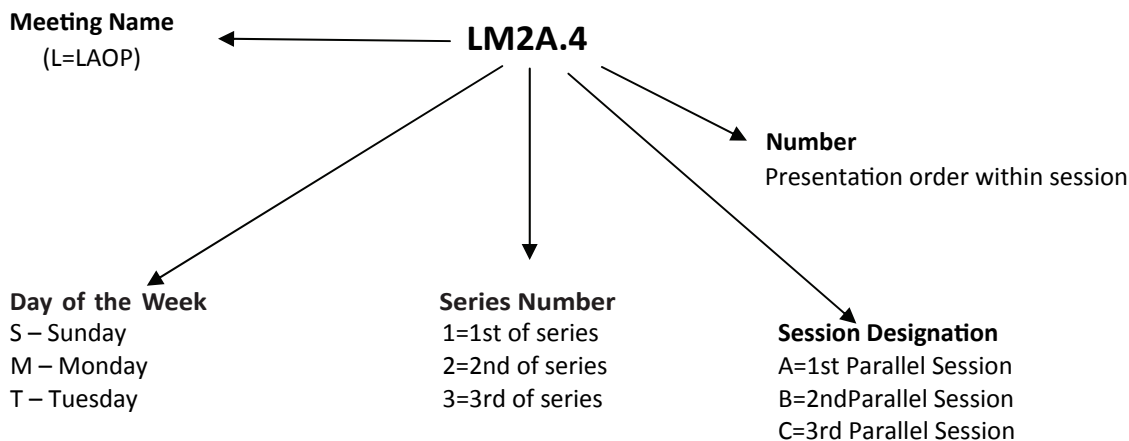 Meeting Name
(L=LAOP)
LM2A.4
Number
Presentation order within session
Day of the Week
S – Sunday
M – Monday
T – Tuesday
Series Number
1=1st of series
2=2nd of series
3=3rd of series
Session Designation
A=1st Parallel Session
B=2ndParallel Session
C=3rd Parallel Session